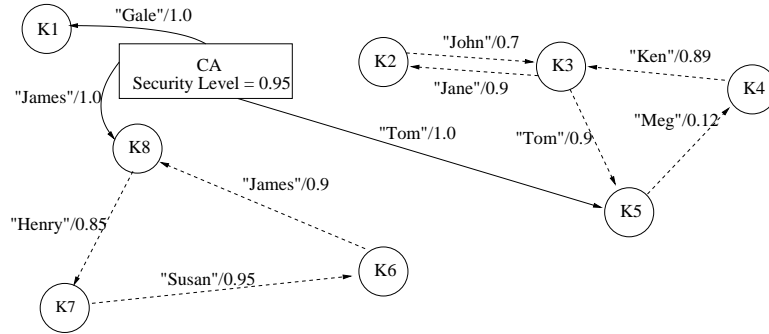 "Gale"/1.0
K1
CA
Security Level = 0.95
"James"/1.0
K8
K2
"John"/0.7
K3
"Jane"/0.9
"Ken"/0.89
K4
"Tom"/1.0
"Tom"/0.9
"Meg"/0.12
K5
"James"/0.9
"Henry"/0.85
"Susan"/0.95
K6
K7